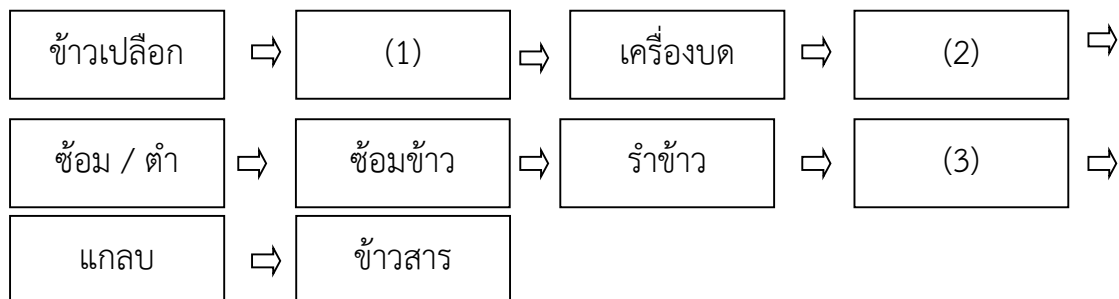 ข้าวเปลือก (1) เครื่องบด (2)
ซ้อม / ตำ ซ้อมข้าว รำข้าว (3)
แกลบ ข้าวสาร